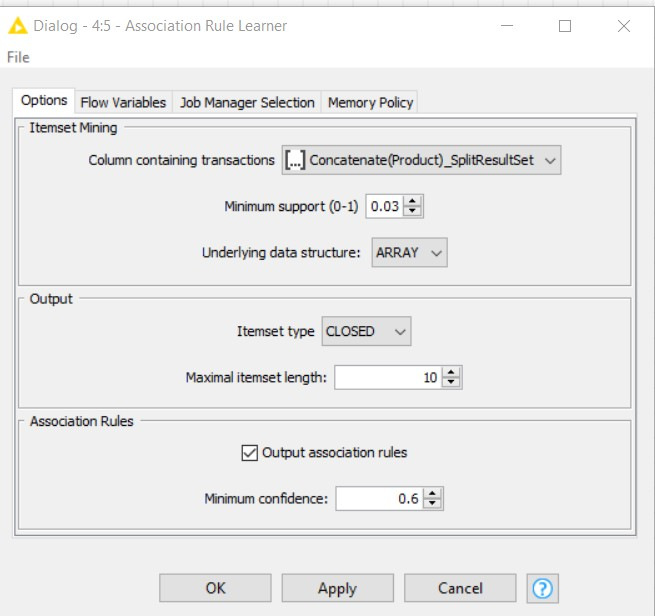 Dialog - 4:5 - Association Rule Learner
File
Options Flow Variables Job Manager Selection Memory Policy
Itemset Mining
Column containing transactions [...] Concatenate(Product)_SplitResultSet
Minimum support (0-1) 0.03
Underlying data structure: ARRAY
Output
Itemset type CLOSED
Maximal itemset length: 10
Association Rules
Output association rules
Minimum confidence: 0.6
OK Apply Cancel ?